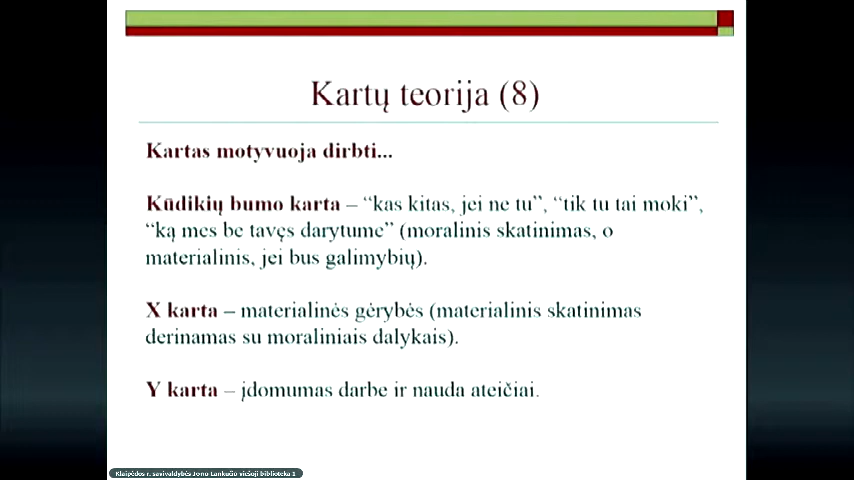 Kartų teorija (8)
Kartas motyvuoja dirbti...
Kūdikių bumo karta – “kas kitas, jei ne tu”, “tik tu tai moki”,
“ką mes be tavęs darytume” (moralinis skatinimas, o
materialinis, jei bus galimybių).
X karta – materialinės gėrybės (materialinis skatinimas
derinamas su moraliniais dalykais).
Y karta – įdomumas darbe ir nauda ateičiai.
Klaipėdos r. savivaldybės Jono Lankučio viešoji biblioteka 1